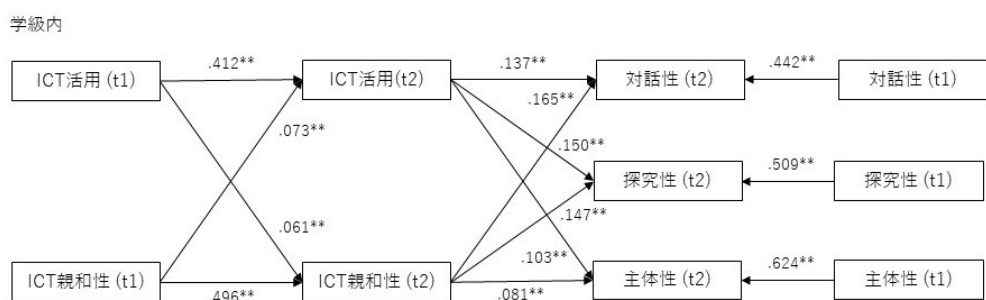 学級内
ICT活用 (t1)
.412**
ICT活用(t2)
.137**
対話性 (t2)
.442**
対話性 (t1)
.165**
.073**
.150**
探究性 (t2)
.509**
探究性 (t1)
.147**
.061**
.103**
ICT親和性 (t1)
.496**
ICT親和性 (t2)
.081**
主体性 (t2)
.624**
主体性 (t1)